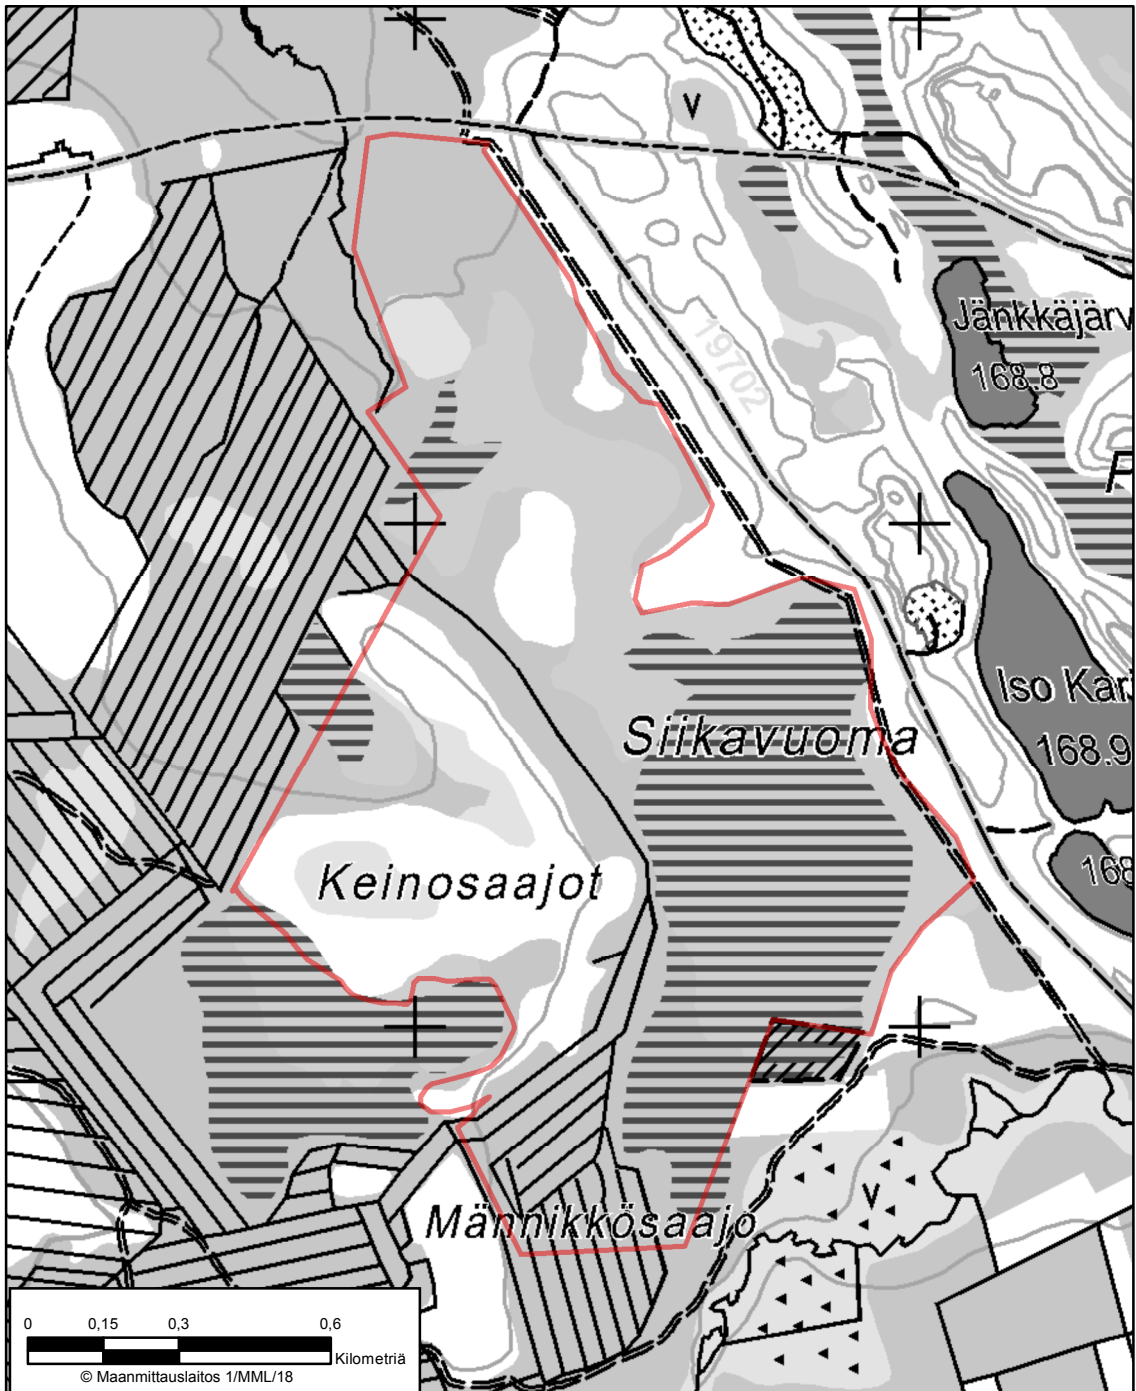 V
Jänkkäjärv
168.8
19702
P
Iso Kar
168.9
Siikavuoma
Keinosaajot
168
V
Männikkösaajo
0 0,15 0,3 0,6
Kilometriä
© Maanmittauslaitos 1/MML/18